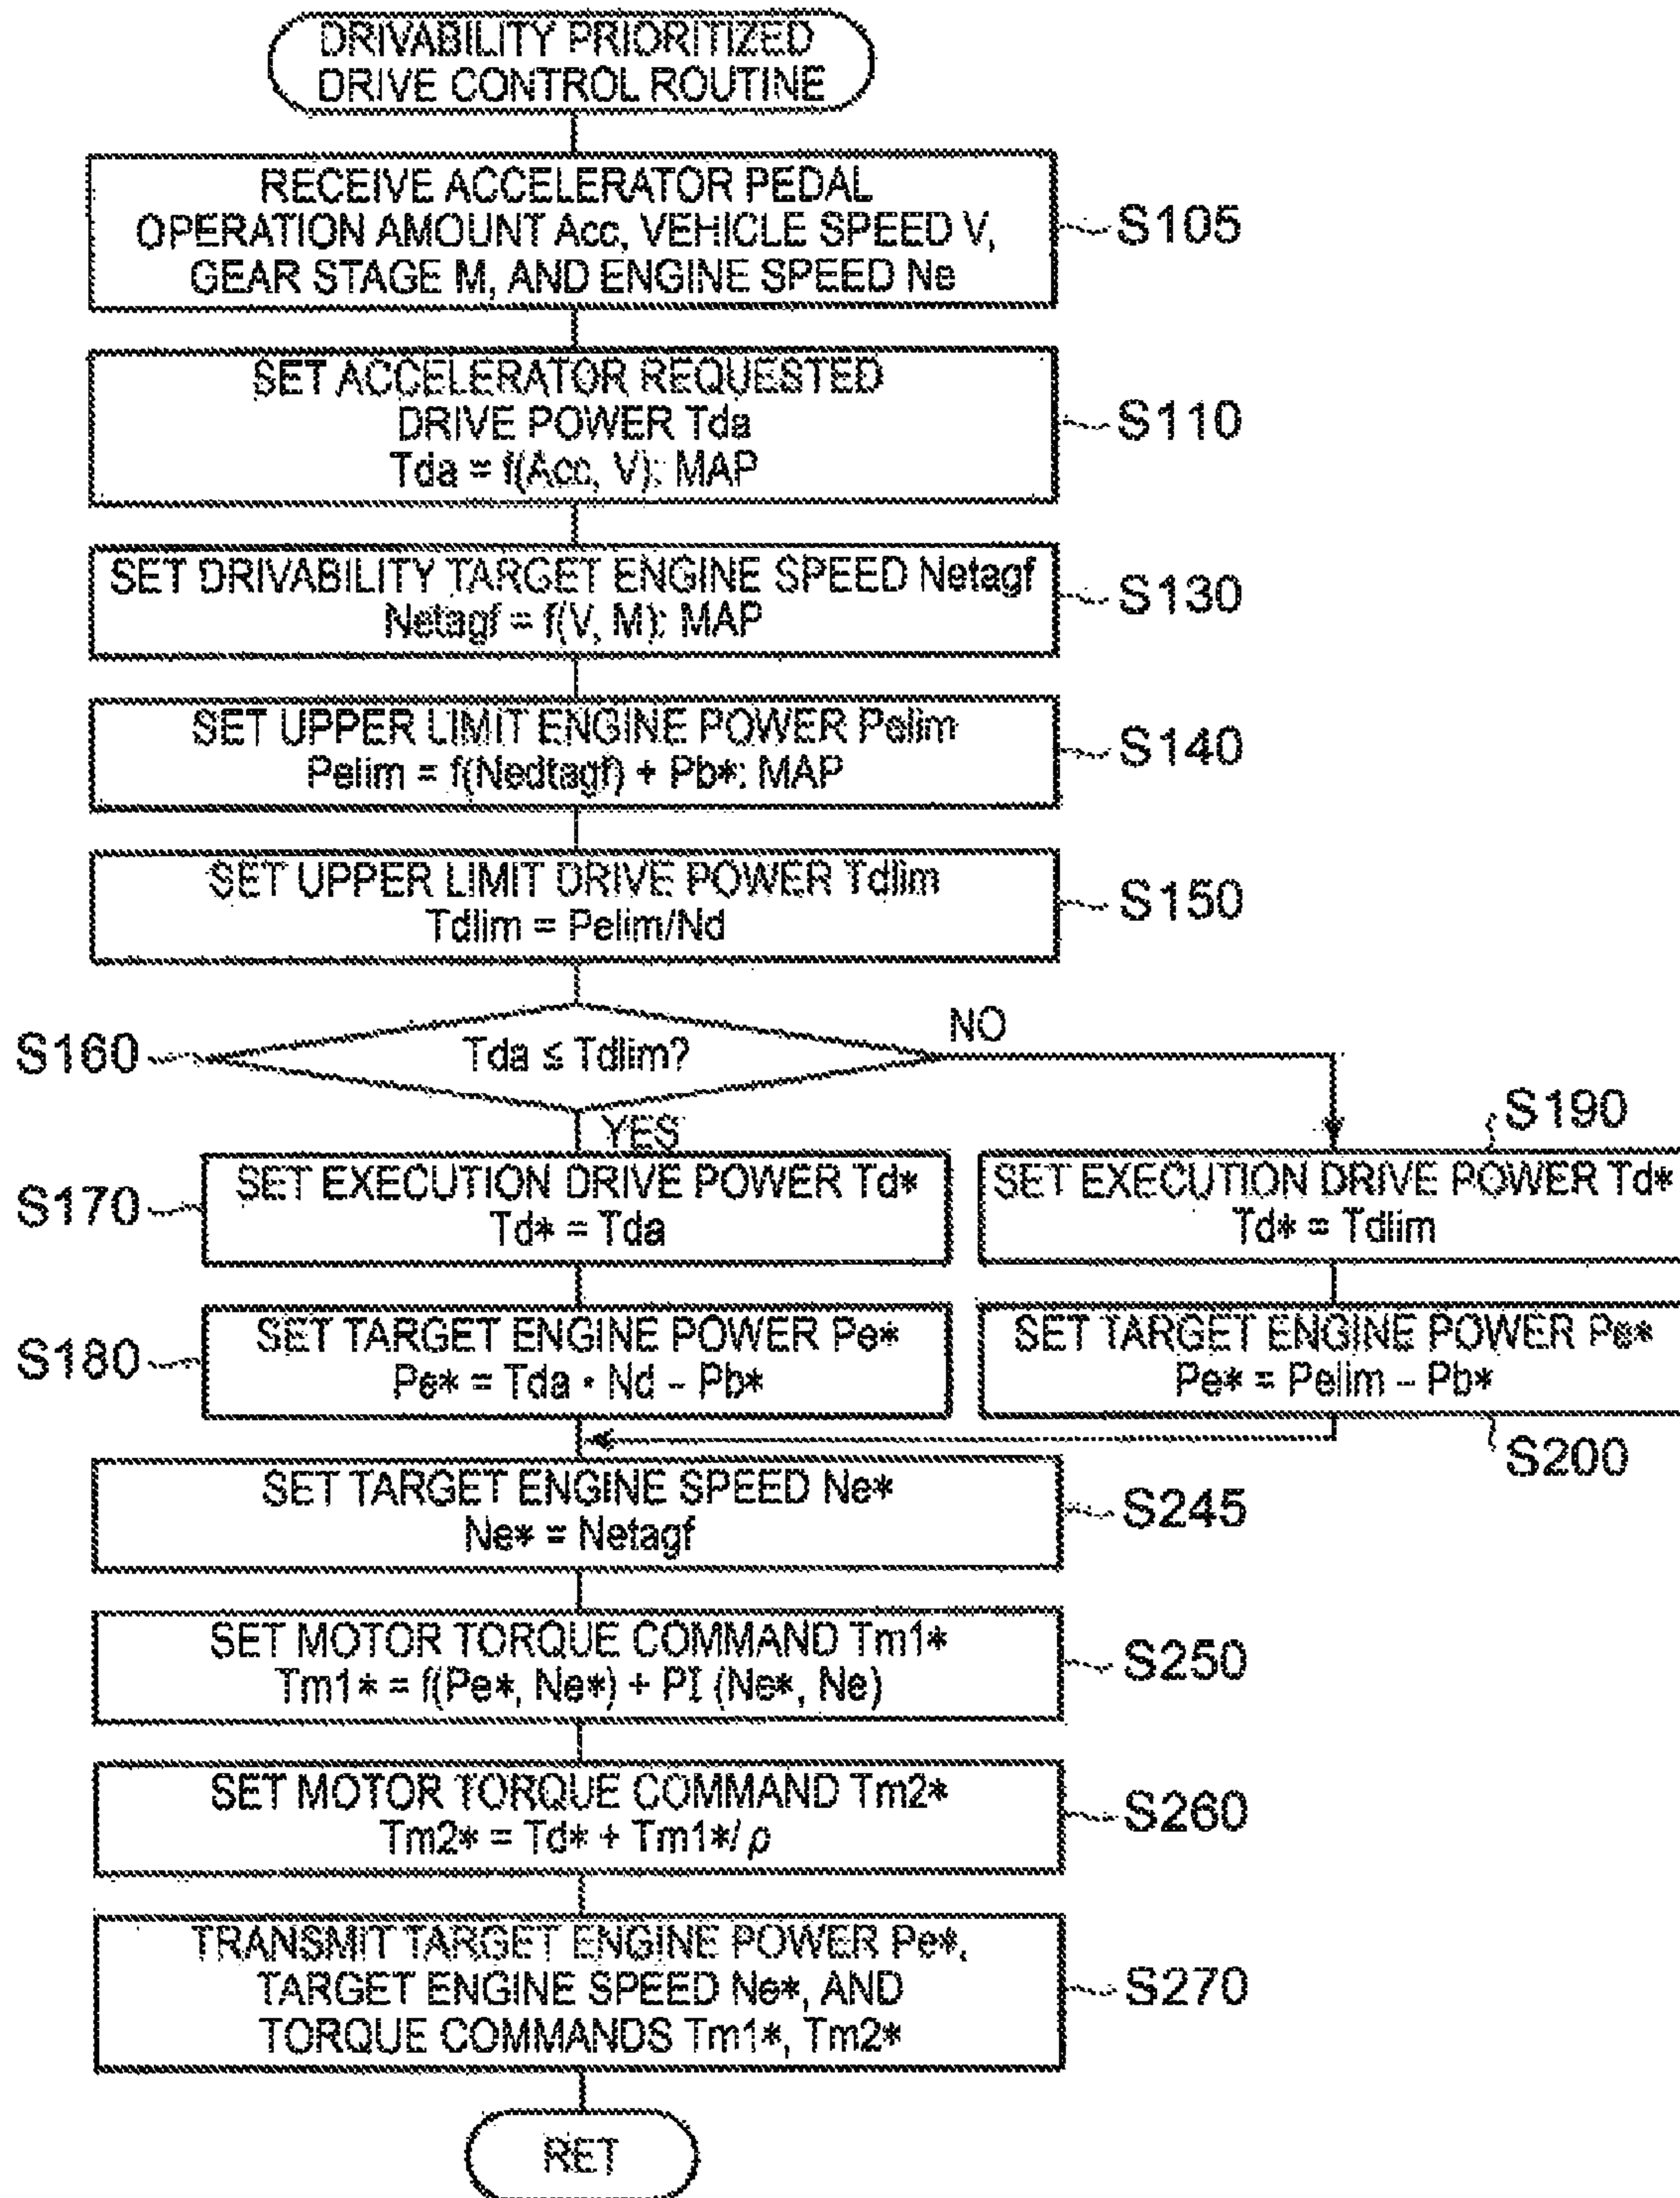 DRIVABILITY PRIORITIZED
DRIVE CONTROL ROUTINE
RECEIVE ACCELERATOR PEDAL
OPERATION AMOUNT Acc, VEHICLE SPEED V,
GEAR STAGE M, AND ENGINE SPEED Ne
S105
SET ACCELERATOR REQUESTED
DRIVE POWER Tda
Tda = f(Acc, V): MAP
S110
SET DRIVABILITY TARGET ENGINE SPEED Netagf
Netagf = f(V, M): MAP
S130
SET UPPER LIMIT ENGINE POWER Pelim
Pelim = f(Nedtagf) + Pb*: MAP
S140
SET UPPER LIMIT DRIVE POWER Tdlim
Tdlim = Pelim/Nd
S150
S160
Tda ≤ Tdlim?
NO
YES
S170
SET EXECUTION DRIVE POWER Td*
Td* = Tda
S190
SET EXECUTION DRIVE POWER Td*
Td* = Tdlim
S180
SET TARGET ENGINE POWER Pe*
Pe* = Tda • Nd – Pb*
SET TARGET ENGINE POWER Pe*
Pe* = Pelim – Pb*
S200
SET TARGET ENGINE SPEED Ne*
Ne* = Netagf
S245
SET MOTOR TORQUE COMMAND Tm1*
Tm1* = f(Pe*, Ne*) + PI (Ne*, Ne)
S250
SET MOTOR TORQUE COMMAND Tm2*
Tm2* = Td* + Tm1*/ρ
S260
TRANSMIT TARGET ENGINE POWER Pe*,
TARGET ENGINE SPEED Ne*, AND
TORQUE COMMANDS Tm1*, Tm2*
S270
RET